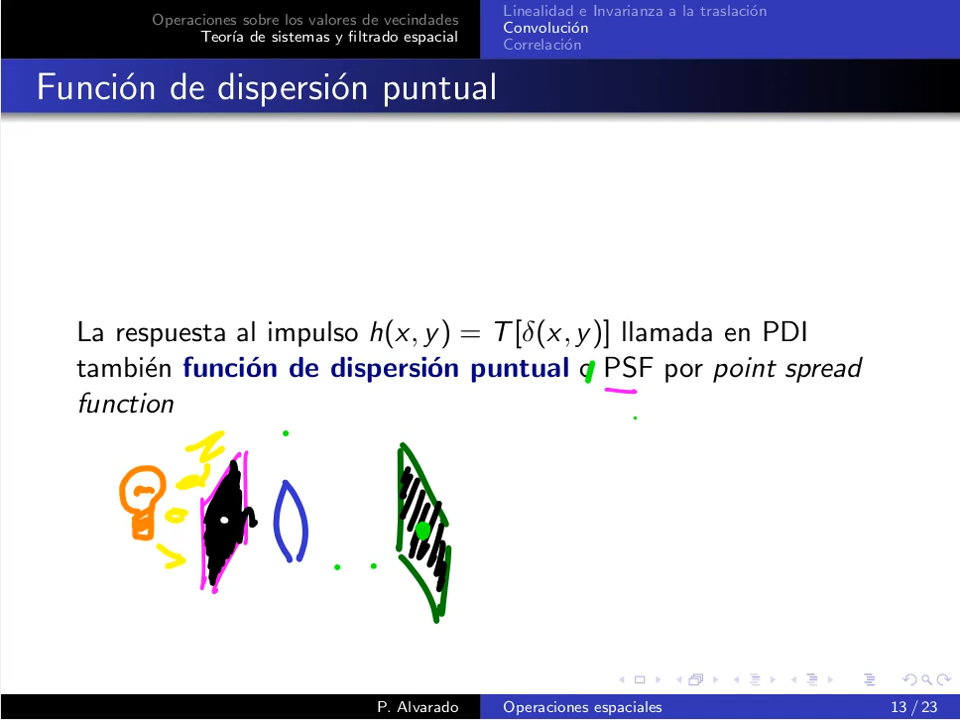 Operaciones sobre los valores de vecindades
Teoría de sistemas y filtrado espacial
Linealidad e Invarianza a la traslación
Convolución
Correlación
Función de dispersión puntual
La respuesta al impulso h(x, y) = T[δ(x, y)] llamada en PDI
también función de dispersión puntual o PSF por point spread
function
P. Alvarado
Operaciones espaciales
13 / 23